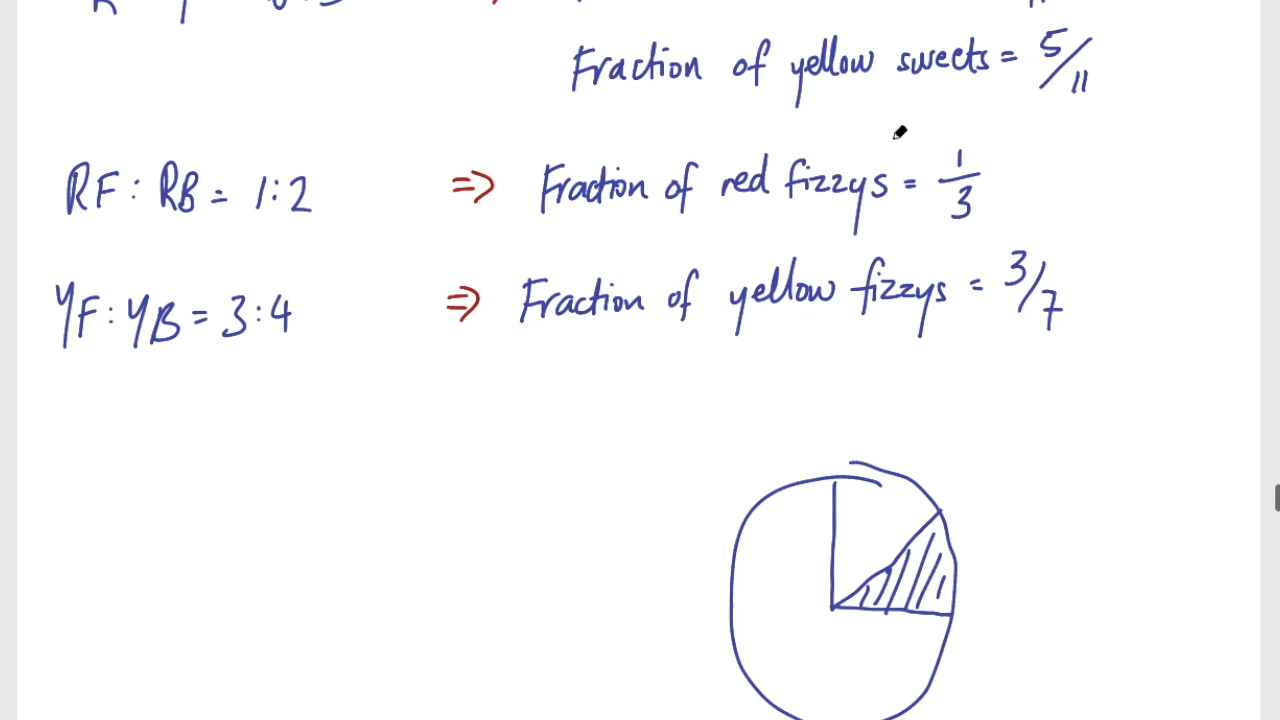 Fraction of yellow sweets = 5/11
RF : RB = 1:2 ⇒ Fraction of red fizzys = 1/3
YF : YB = 3:4 ⇒ Fraction of yellow fizzys = 3/7